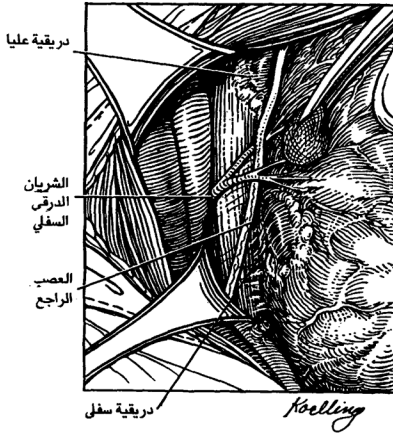 دريقية عليا
الشريان
الدرقي
السفلي
العصب
الراجع
دريقية سفلى
Koelling